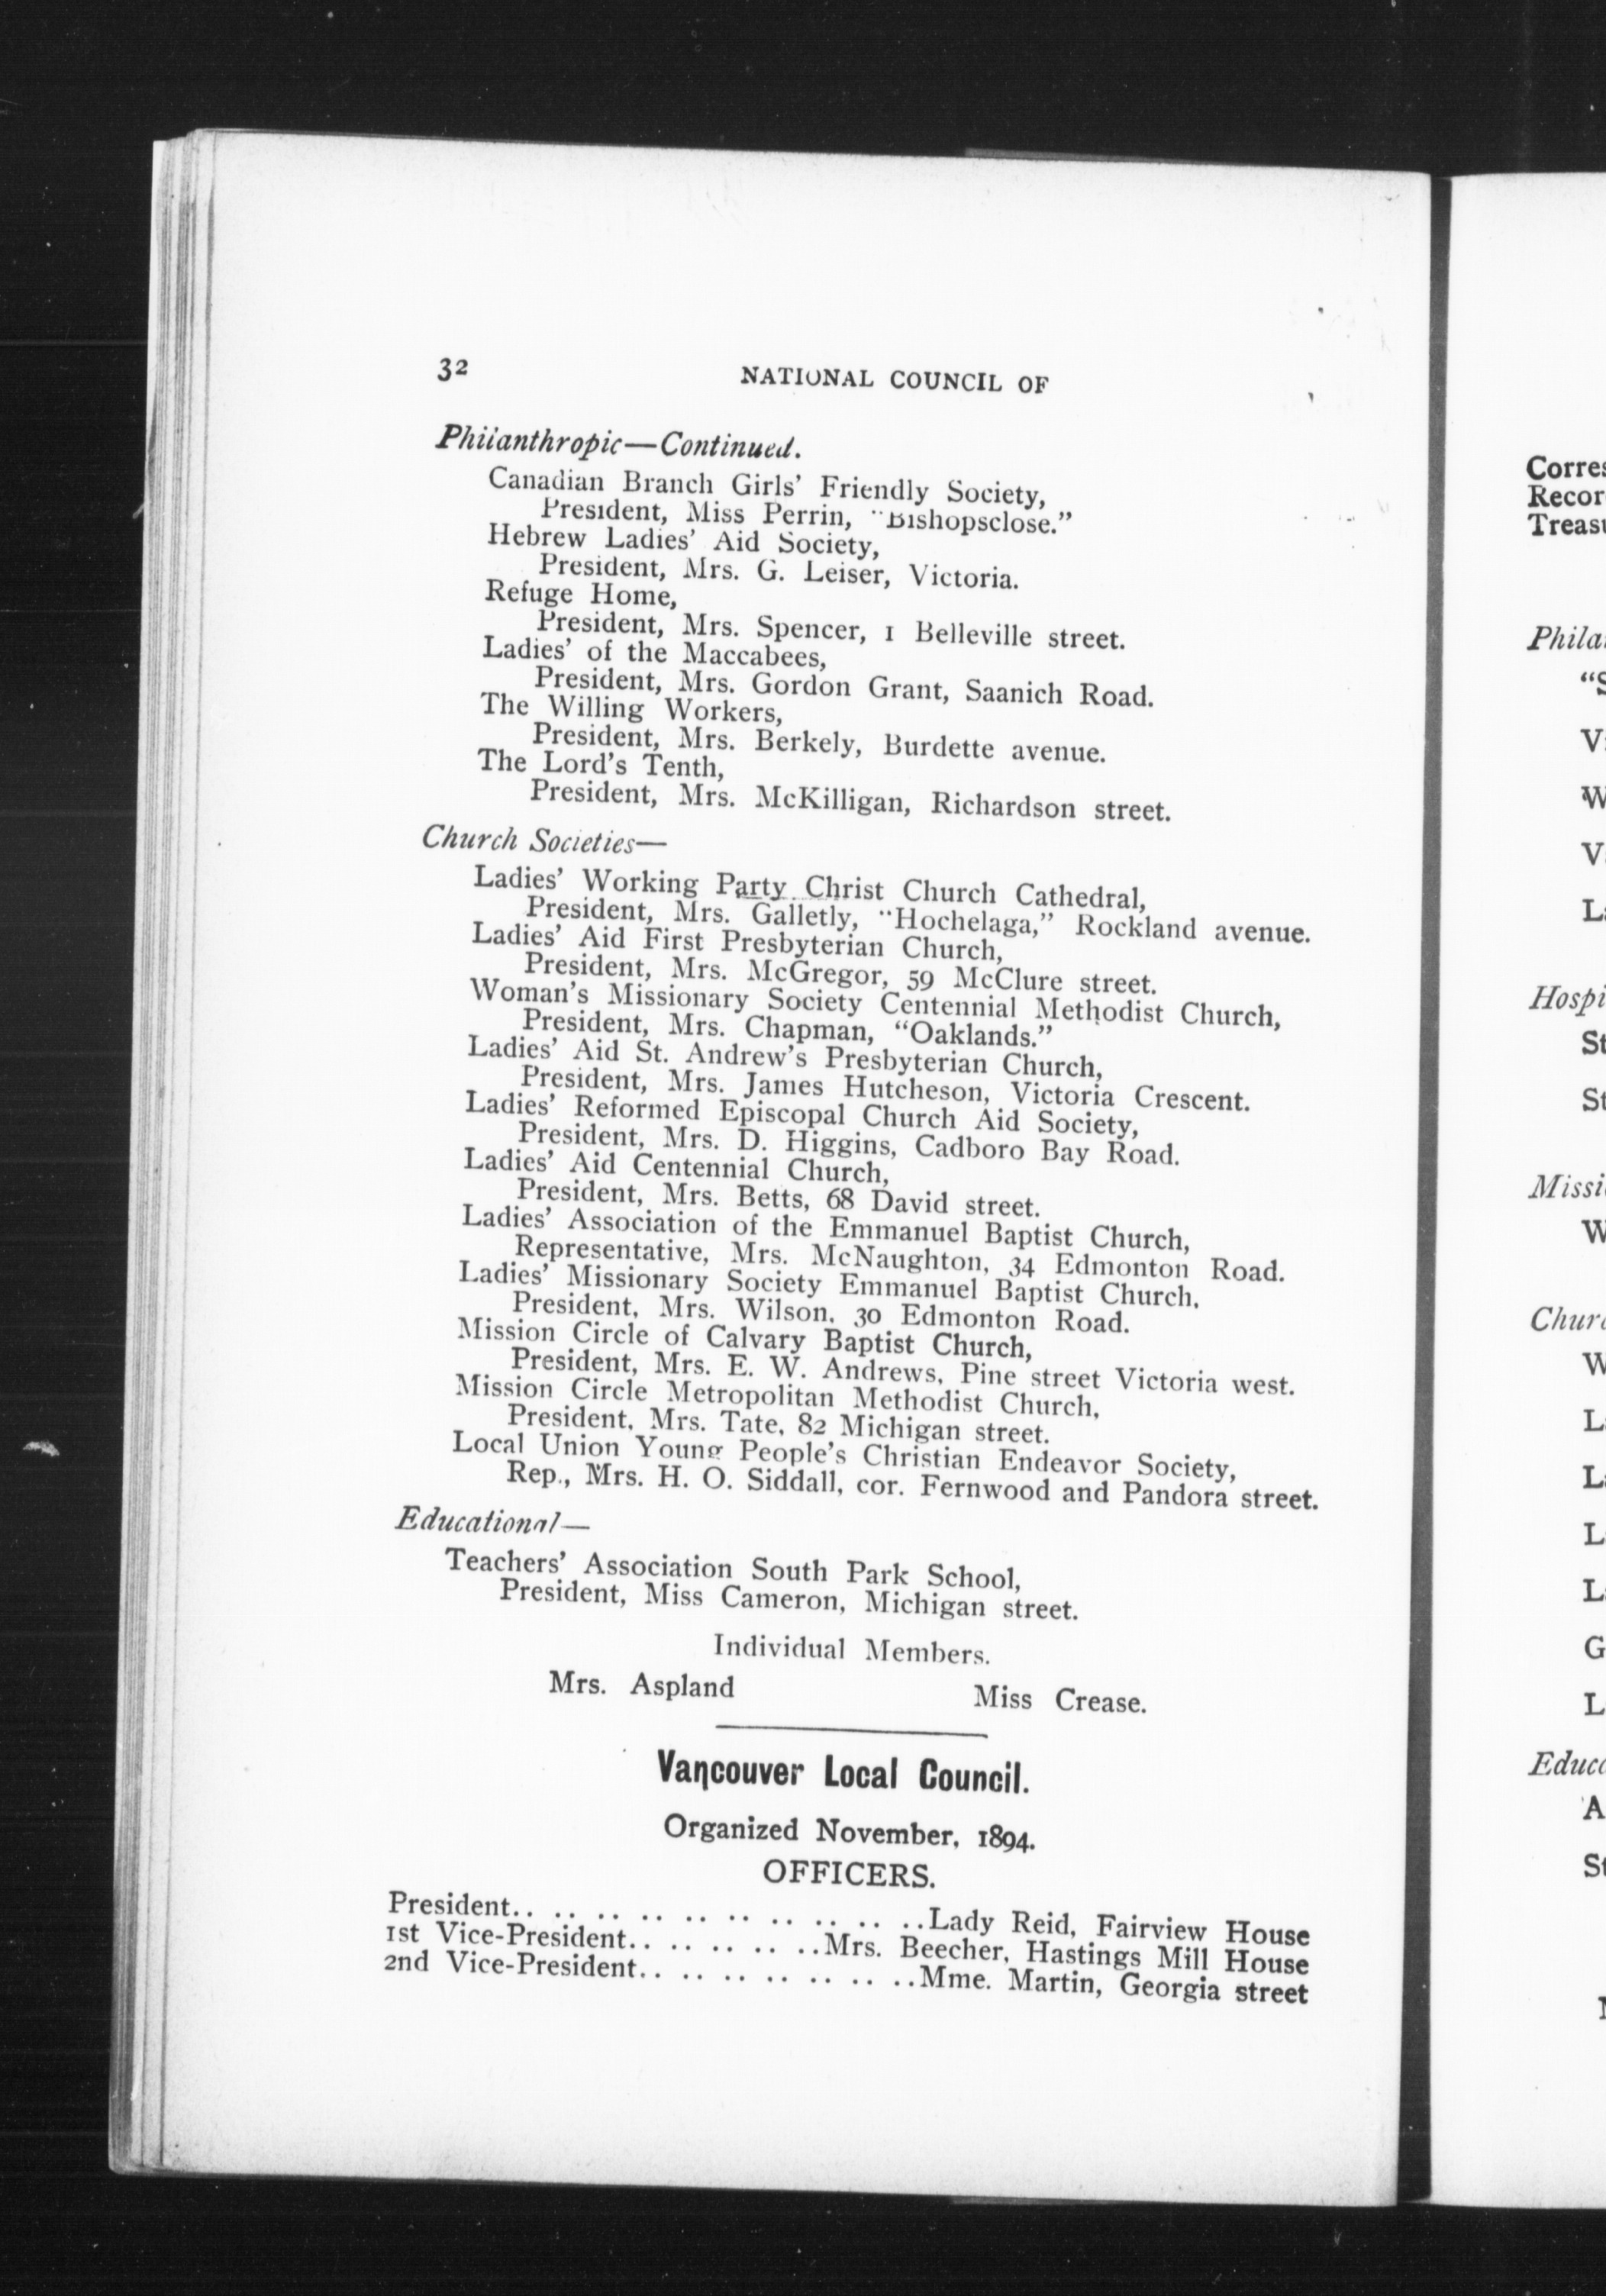 32 NATIONAL COUNCIL OF
Philanthropic—Continued.
Canadian Branch Girls' Friendly Society,
President, Miss Perrin, "Bishopsclose."
Hebrew Ladies' Aid Society,
President, Mrs. G. Leiser, Victoria.
Refuge Home,
President, Mrs. Spencer, 1 Belleville street.
Ladies' of the Maccabees,
President, Mrs. Gordon Grant, Saanich Road.
The Willing Workers,
President, Mrs. Berkely, Burdette avenue.
The Lord's Tenth,
President, Mrs. McKilligan, Richardson street.
Church Societies—
Ladies' Working Party Christ Church Cathedral,
President, Mrs. Galletly, "Hochelaga," Rockland avenue.
Ladies' Aid First Presbyterian Church,
President, Mrs. McGregor, 59 McClure street.
Woman's Missionary Society Centennial Methodist Church,
President, Mrs. Chapman, "Oaklands."
Ladies' Aid St. Andrew's Presbyterian Church,
President, Mrs. James Hutcheson, Victoria Crescent.
Ladies' Reformed Episcopal Church Aid Society,
President, Mrs. D. Higgins, Cadboro Bay Road.
Ladies' Aid Centennial Church,
President, Mrs. Betts, 68 David street.
Ladies' Association of the Emmanuel Baptist Church,
Representative, Mrs. McNaughton, 34 Edmonton Road.
Ladies' Missionary Society Emmanuel Baptist Church,
President, Mrs. Wilson, 30 Edmonton Road.
Mission Circle of Calvary Baptist Church,
President, Mrs. E. W. Andrews, Pine street Victoria west.
Mission Circle Metropolitan Methodist Church,
President, Mrs. Tate, 82 Michigan street.
Local Union Young People's Christian Endeavor Society,
Rep., Mrs. H. O. Siddall, cor. Fernwood and Pandora street.
Educational—
Teachers' Association South Park School,
President, Miss Cameron, Michigan street.
Individual Members.
Mrs. Aspland Miss Crease.
Vancouver Local Council.
Organized November, 1894.
OFFICERS.
President.. .. .. .. .. .. .. .. .. ..Lady Reid, Fairview House
1st Vice-President.. .. .. .. ..Mrs. Beecher, Hastings Mill House
2nd Vice-President.. .. .. .. .. .. ..Mme. Martin, Georgia street